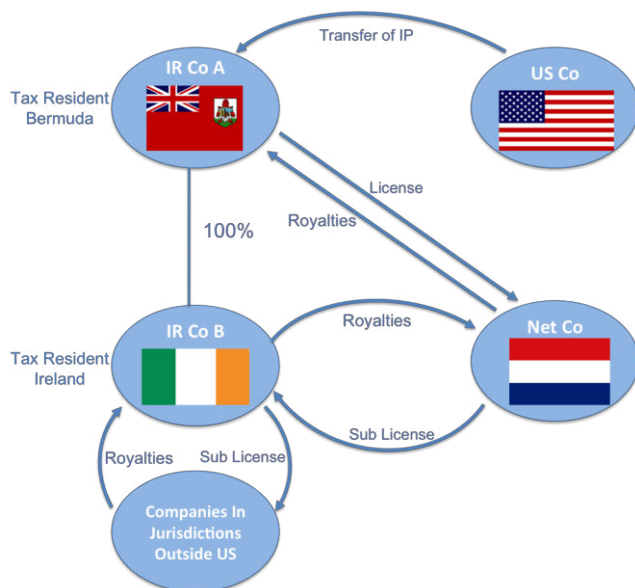 Transfer of IP
IR Co A
US Co
Tax Resident
Bermuda
License
Royalties
100%
IR Co B
Royalties
Net Co
Tax Resident
Ireland
Sub License
Royalties
Sub License
Companies In
Jurisdictions
Outside US